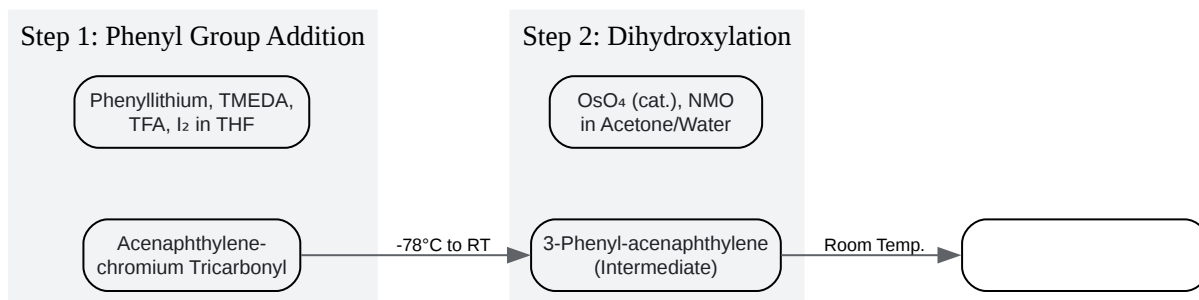 Step 1: Phenyl Group Addition
Phenyllithium, TMEDA,
TFA, I₂ in THF
Acenaphthylene-
chromium Tricarbonyl
-78°C to RT
Step 2: Dihydroxylation
OsO₄ (cat.), NMO
in Acetone/Water
3-Phenyl-acenaphthylene
(Intermediate)
Room Temp.